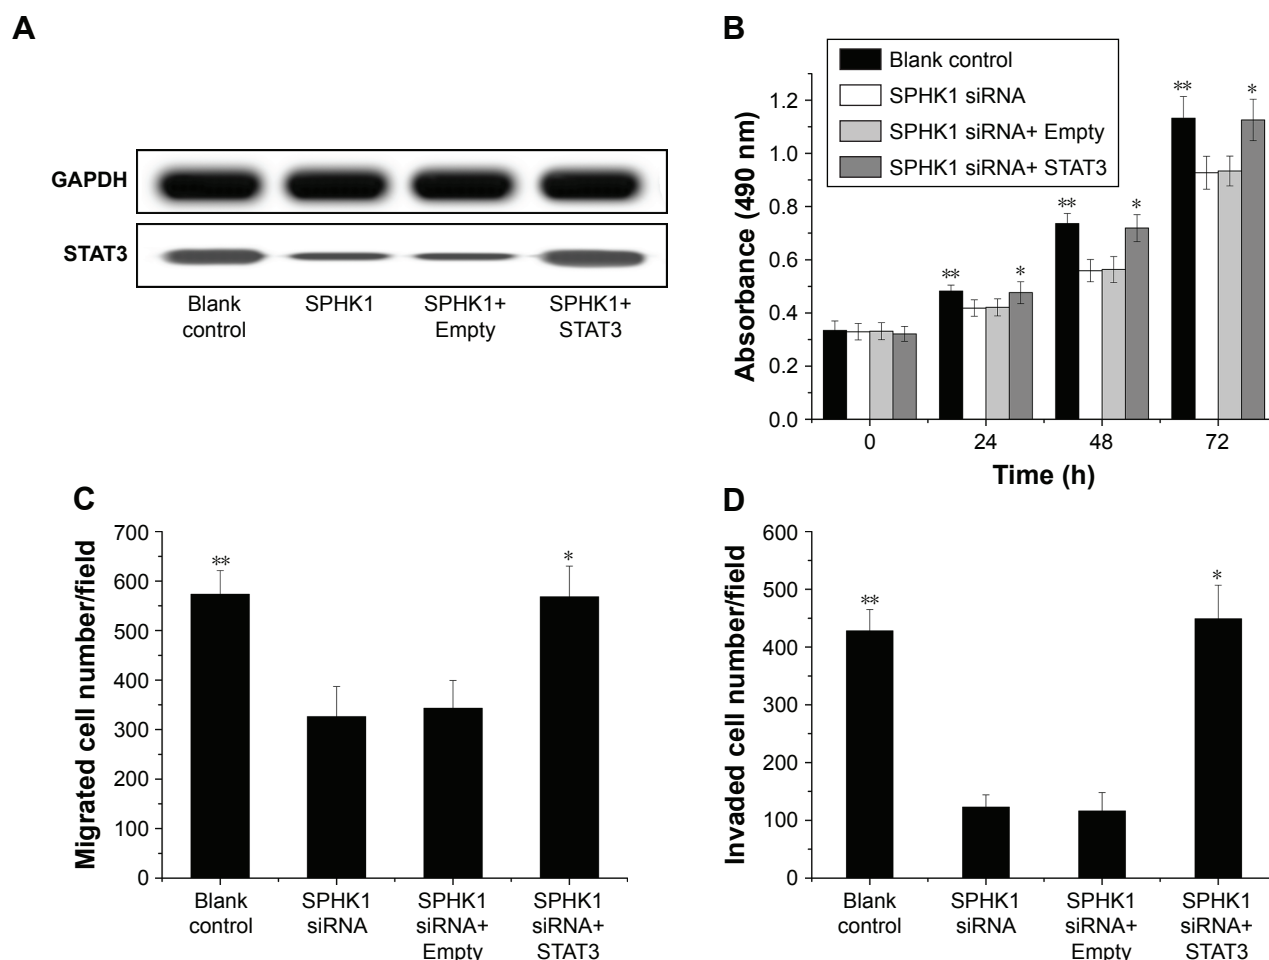 A
GAPDH
STAT3
Blank
control
SPHK1
SPHK1+
Empty
SPHK1+
STAT3
B
Blank control
SPHK1 siRNA
SPHK1 siRNA+ Empty
SPHK1 siRNA+ STAT3
Absorbance (490 nm)
1.2
1.0
0.8
0.6
0.4
0.2
0.0
**
*
**
*
**
*
0
24
48
72
Time (h)
C
Migrated cell number/field
700
600
500
400
300
200
100
0
**
*
Blank
control
SPHK1
siRNA
SPHK1
siRNA+
Empty
SPHK1
siRNA+
STAT3
D
Invaded cell number/field
600
500
400
300
200
100
0
**
*
Blank
control
SPHK1
siRNA
SPHK1
siRNA+
Empty
SPHK1
siRNA+
STAT3